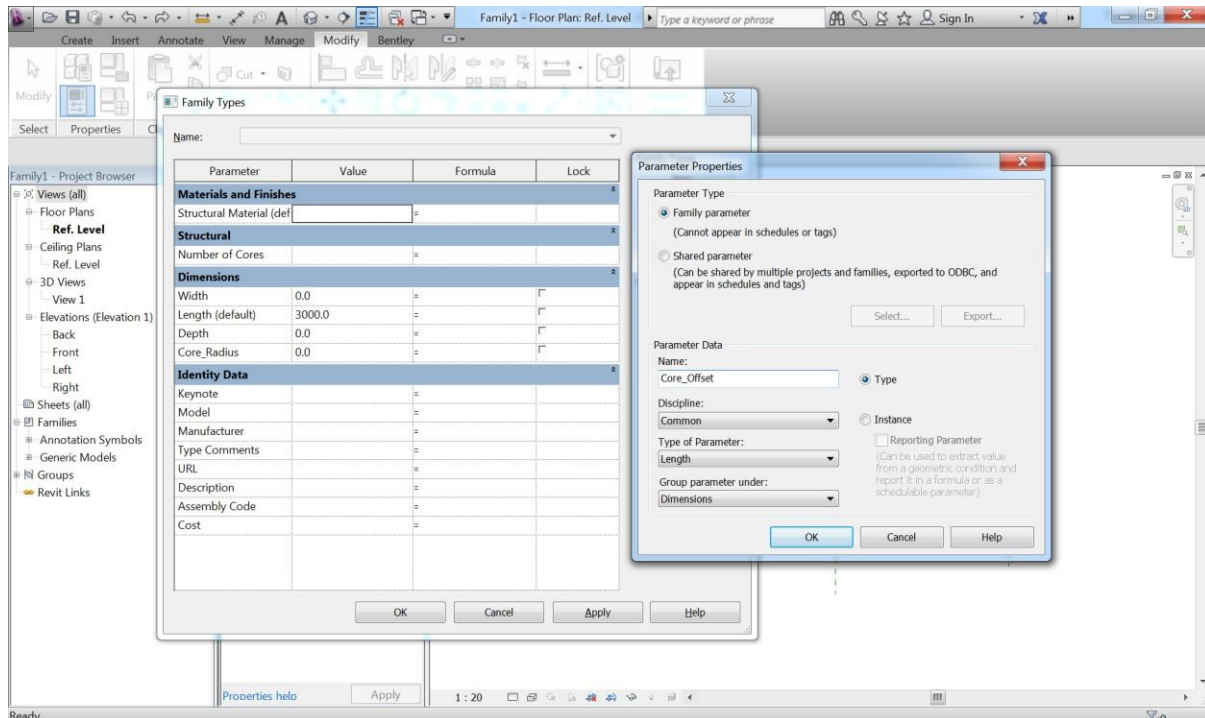 Family1 - Floor Plan: Ref. Level
Type a keyword or phrase
Sign In
Create Insert Annotate View Manage Modify Bentley
Cut
Modify
Select Properties
Family1 - Project Browser
Views (all)
Floor Plans
Ref. Level
Ceiling Plans
Ref. Level
3D Views
View 1
Elevations (Elevation 1)
Back
Front
Left
Right
Sheets (all)
Families
Annotation Symbols
Generic Models
Groups
Revit Links
Family Types
Name:
Parameter Value Formula Lock
Materials and Finishes
Structural Material (def =
Structural
Number of Cores =
Dimensions
Width 0.0 =
Length (default) 3000.0 =
Depth 0.0 =
Core_Radius 0.0 =
Identity Data
Keynote =
Model =
Manufacturer =
Type Comments =
URL =
Description =
Assembly Code =
Cost =
OK Cancel Apply Help
Parameter Properties
Parameter Type
Family parameter
(Cannot appear in schedules or tags)
Shared parameter
(Can be shared by multiple projects and families, exported to ODBC, and
appear in schedules and tags)
Select... Export...
Parameter Data
Name:
Core_Offset Type
Discipline:
Common Instance
Type of Parameter: Reporting Parameter
Length (Can be used to extract value
from a geometric condition and
Group parameter under: report it in a formula or as a
Dimensions schedulable parameter)
OK Cancel Help
Properties help Apply
1 : 20
Ready
:0